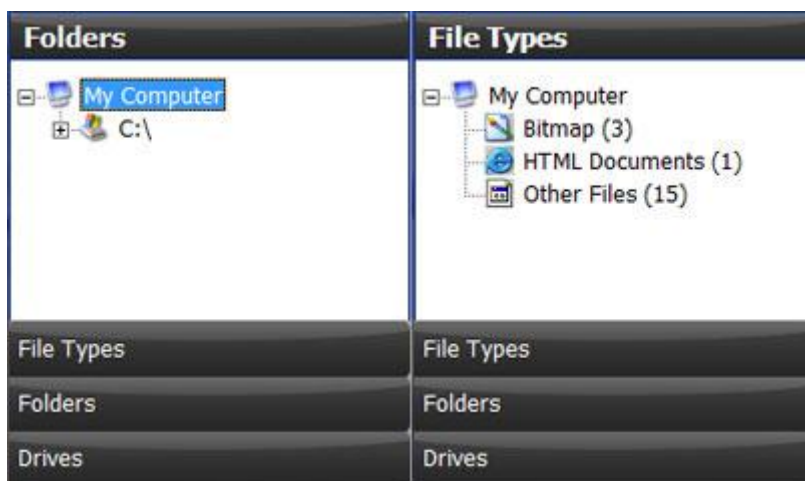 Folders
My Computer
C:\
File Types
Folders
Drives
File Types
My Computer
Bitmap (3)
HTML Documents (1)
Other Files (15)
File Types
Folders
Drives